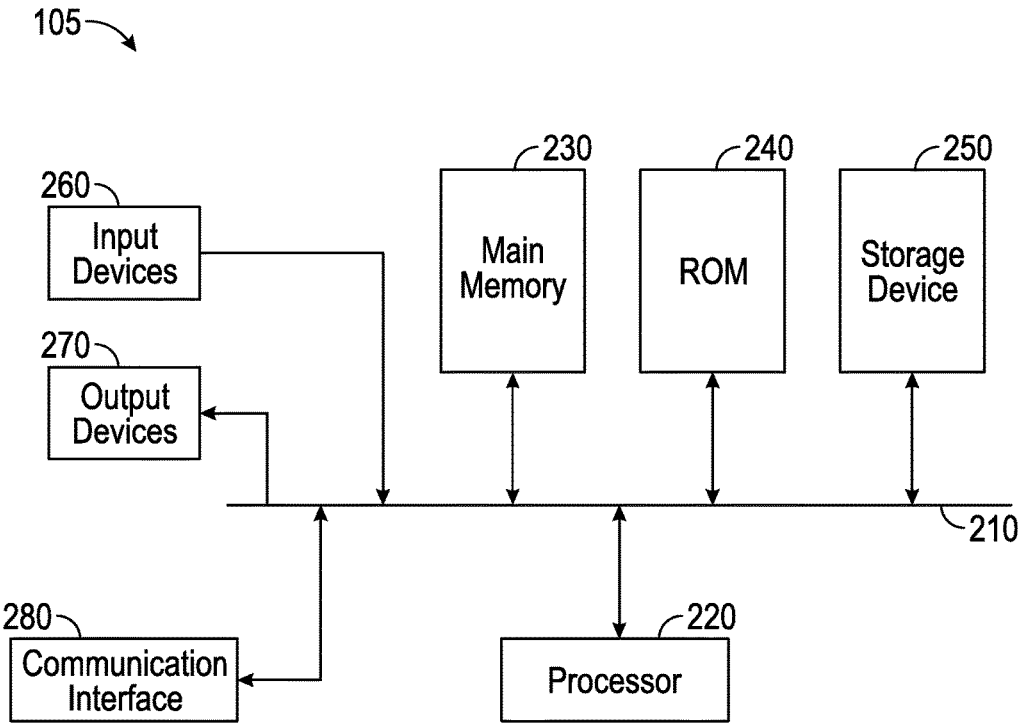 105
230
240
250
260
Input
Devices
Main
Memory
ROM
Storage
Device
270
Output
Devices
210
280
Communication
Interface
220
Processor